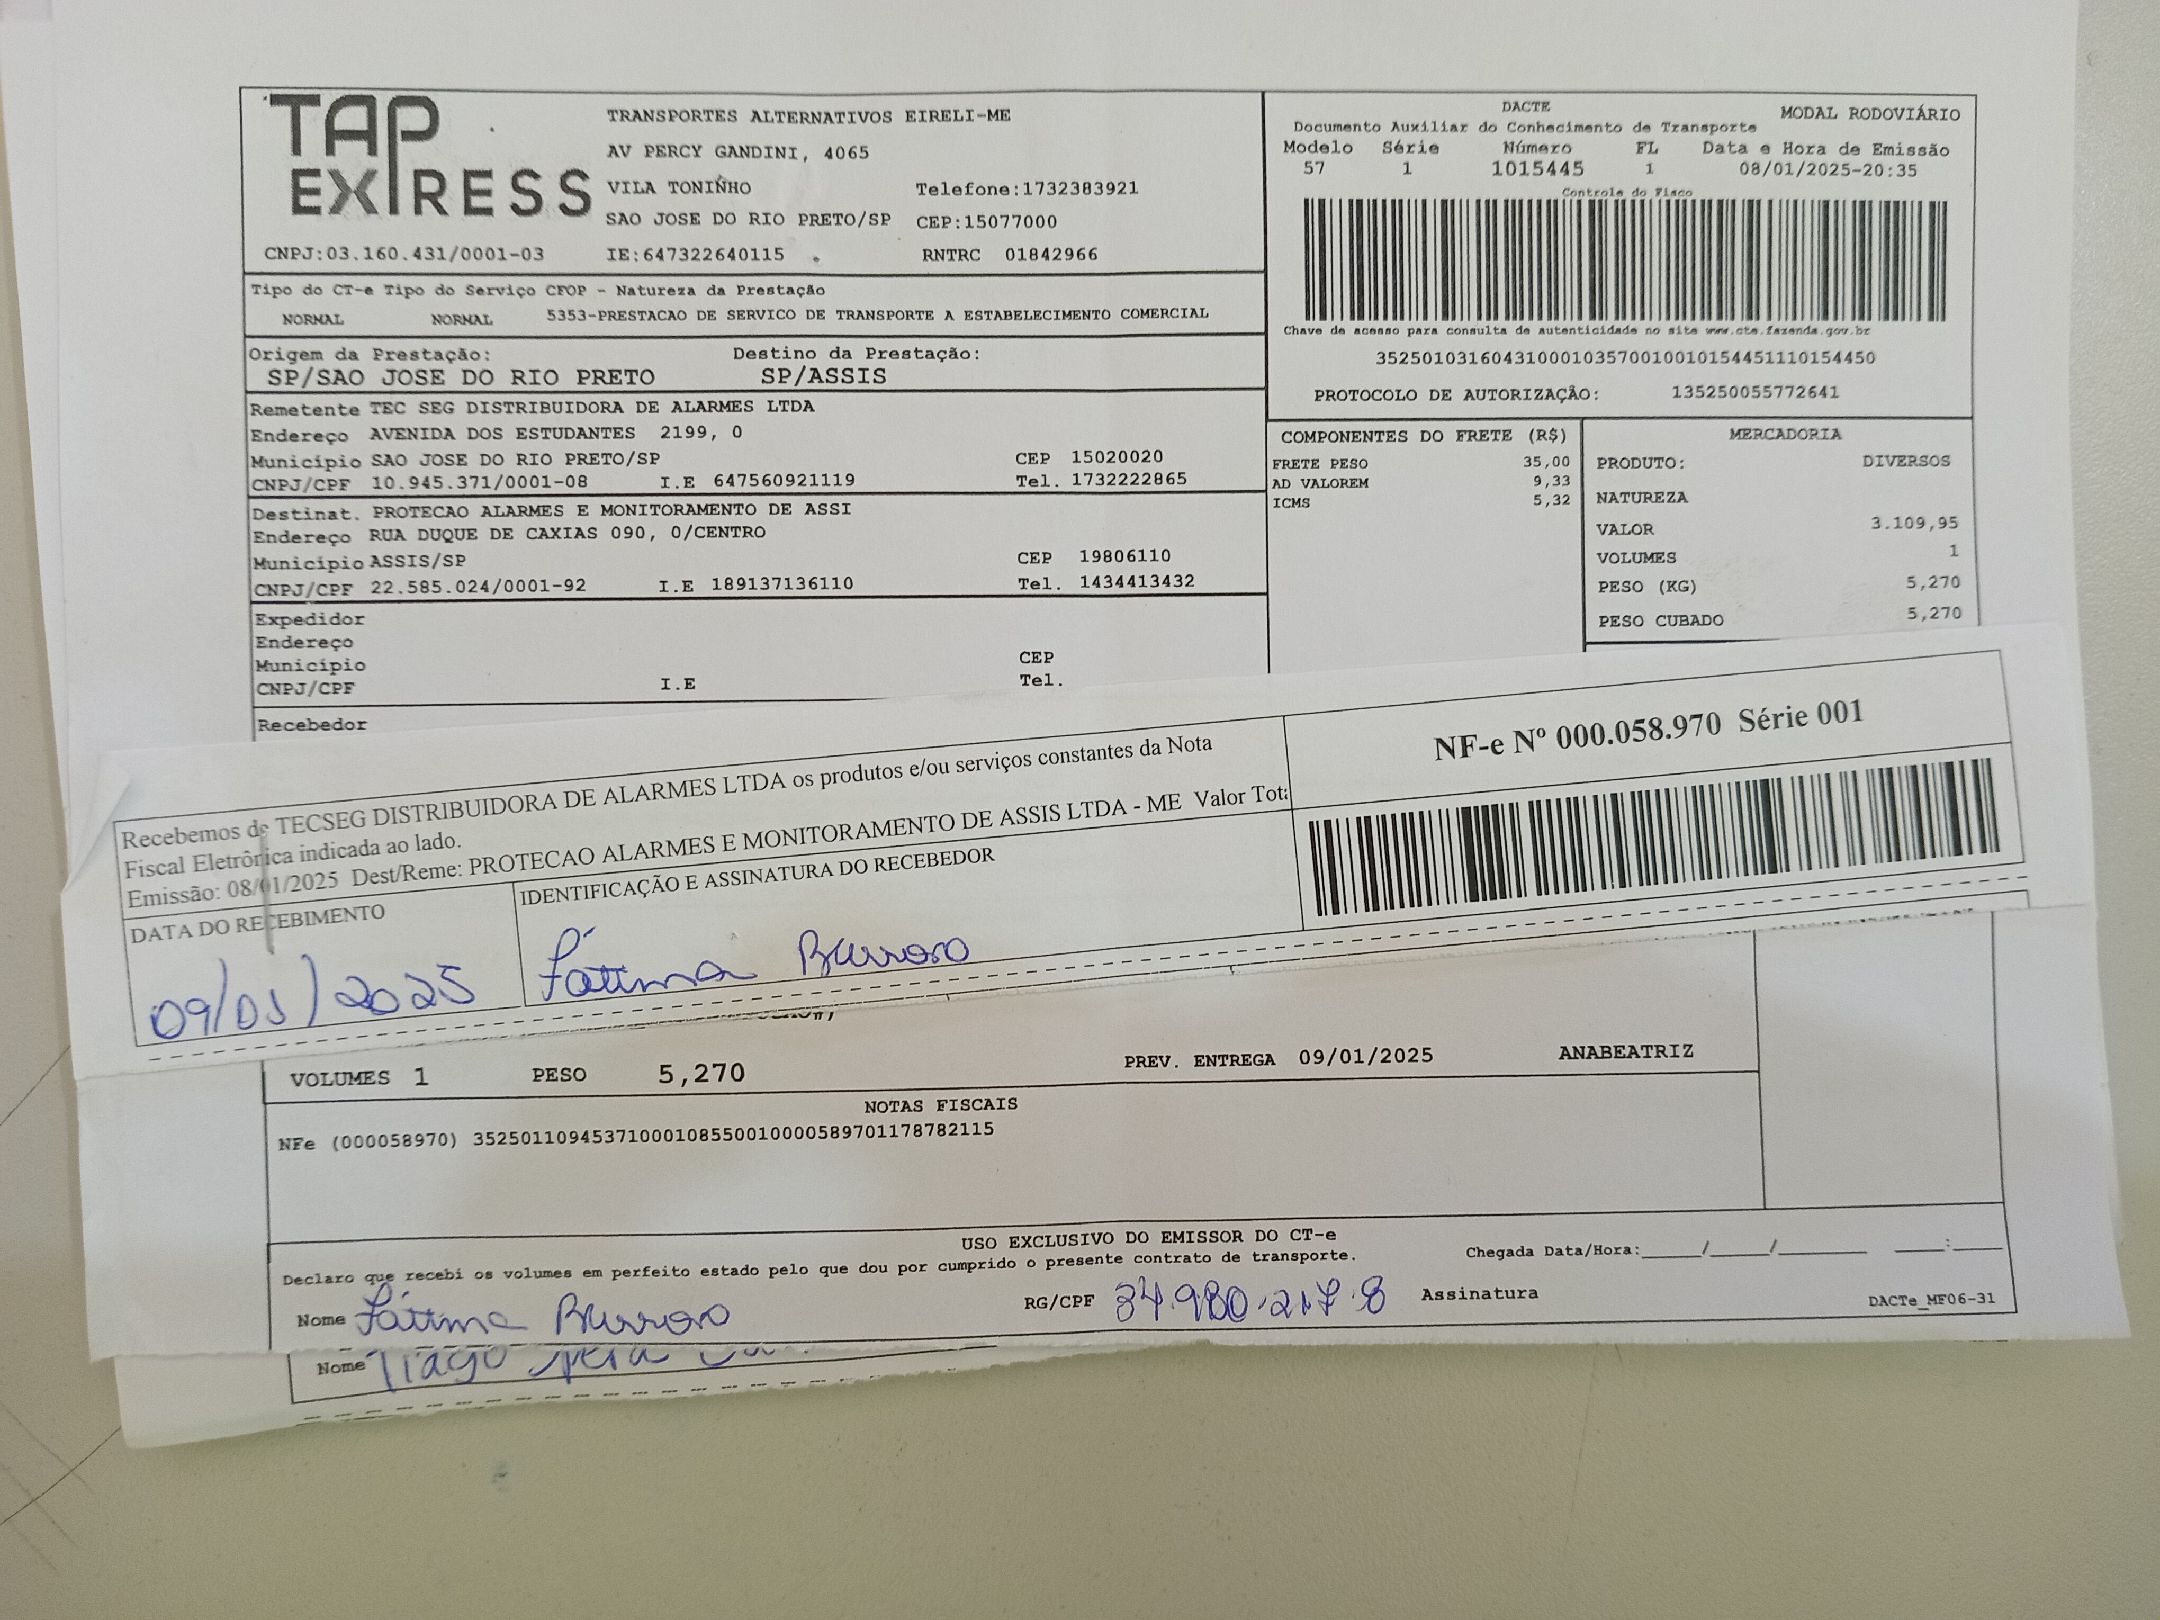 TAP EXPRESS
TRANSPORTES ALTERNATIVOS EIRELI-ME
AV PERCY GANDINI, 4065
VILA TONINHO Telefone:1732383921
SAO JOSE DO RIO PRETO/SP CEP:15077000
CNPJ:03.160.431/0001-03 IE:647322640115 RNTRC 01842966
DACTE MODAL RODOVIÁRIO
Documento Auxiliar do Conhecimento de Transporte
Modelo Série Número FL Data e Hora de Emissão
57 1 1015445 1 08/01/2025-20:35
Controle do Fisco
Chave de acesso para consulta de autenticidade no site www.cte.fazenda.gov.br
35250103160431000103570010010154451110154450
PROTOCOLO DE AUTORIZAÇÃO: 135250055772641
Tipo do CT-e Tipo do Serviço CFOP - Natureza da Prestação
NORMAL NORMAL 5353-PRESTACAO DE SERVICO DE TRANSPORTE A ESTABELECIMENTO COMERCIAL
Origem da Prestação: Destino da Prestação:
SP/SAO JOSE DO RIO PRETO SP/ASSIS
Remetente TEC SEG DISTRIBUIDORA DE ALARMES LTDA
Endereço AVENIDA DOS ESTUDANTES 2199, 0
Município SAO JOSE DO RIO PRETO/SP CEP 15020020
CNPJ/CPF 10.945.371/0001-08 I.E 647560921119 Tel. 1732222865
Destinat. PROTECAO ALARMES E MONITORAMENTO DE ASSI
Endereço RUA DUQUE DE CAXIAS 090, 0/CENTRO
Município ASSIS/SP CEP 19806110
CNPJ/CPF 22.585.024/0001-92 I.E 189137136110 Tel. 1434413432
Expedidor
Endereço
Município CEP
CNPJ/CPF I.E Tel.
Recebedor
COMPONENTES DO FRETE (R$)
FRETE PESO 35,00
AD VALOREM 9,33
ICMS 5,32
MERCADORIA
PRODUTO: DIVERSOS
NATUREZA
VALOR 3.109,95
VOLUMES 1
PESO (KG) 5,270
PESO CUBADO 5,270
Recebemos de TECSEG DISTRIBUIDORA DE ALARMES LTDA os produtos e/ou serviços constantes da Nota
Fiscal Eletrônica indicada ao lado.
Emissão: 08/01/2025 Dest/Reme: PROTECAO ALARMES E MONITORAMENTO DE ASSIS LTDA - ME Valor Tota
DATA DO RECEBIMENTO IDENTIFICAÇÃO E ASSINATURA DO RECEBEDOR
09/01/2025 Fátima Barroso
NF-e Nº 000.058.970 Série 001
VOLUMES 1 PESO 5,270 PREV. ENTREGA 09/01/2025 ANABEATRIZ
NOTAS FISCAIS
NFe (000058970) 35250110945371000108550010000589701178782115
USO EXCLUSIVO DO EMISSOR DO CT-e
Declaro que recebi os volumes em perfeito estado pelo que dou por cumprido o presente contrato de transporte. Chegada Data/Hora:____/____/______ ____:____
Nome Fátima Barroso RG/CPF 34.980.217.8 Assinatura DACTe_MF06-31
Nome Tiago